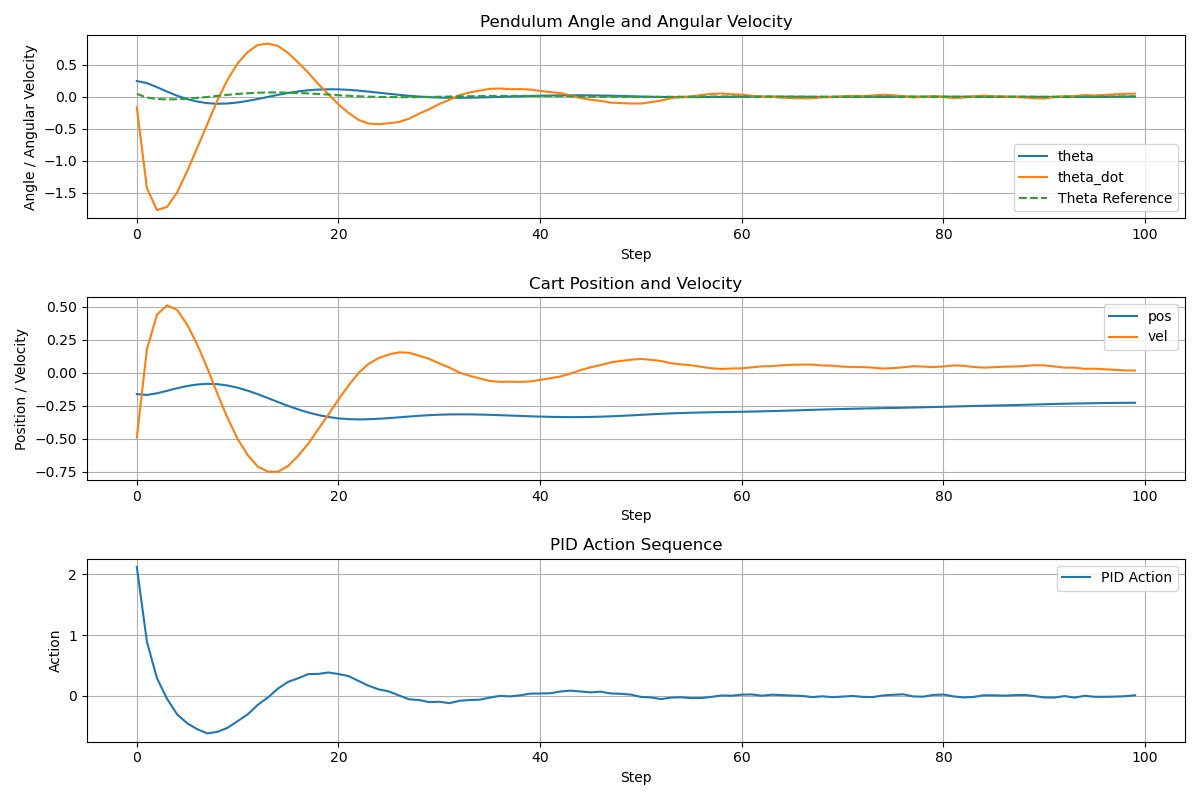 Pendulum Angle and Angular Velocity
Angle / Angular Velocity
0.5
0.0
−0.5
−1.0
−1.5
theta
theta_dot
Theta Reference
0 20 40 60 80 100
Step
Cart Position and Velocity
Position / Velocity
0.50
0.25
0.00
−0.25
−0.50
−0.75
pos
vel
0 20 40 60 80 100
Step
PID Action Sequence
Action
2
1
0
PID Action
0 20 40 60 80 100
Step